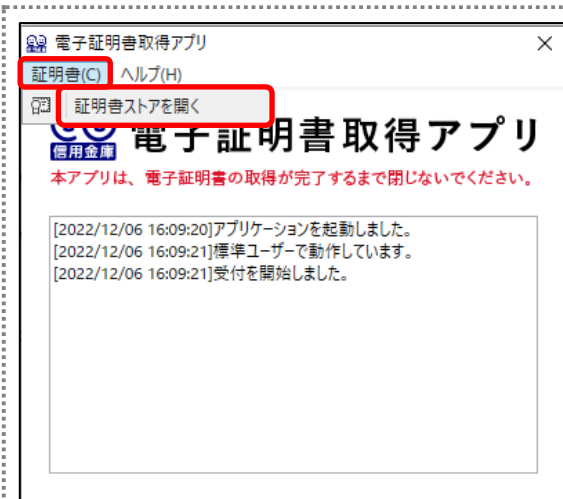 電子証明書取得アプリ
証明書(C) ヘルプ(H)
証明書ストアを開く
信用金庫
電子証明書取得アプリ
本アプリは、電子証明書の取得が完了するまで閉じないでください。
[2022/12/06 16:09:20]アプリケーションを起動しました。
[2022/12/06 16:09:21]標準ユーザーで動作しています。
[2022/12/06 16:09:21]受付を開始しました。